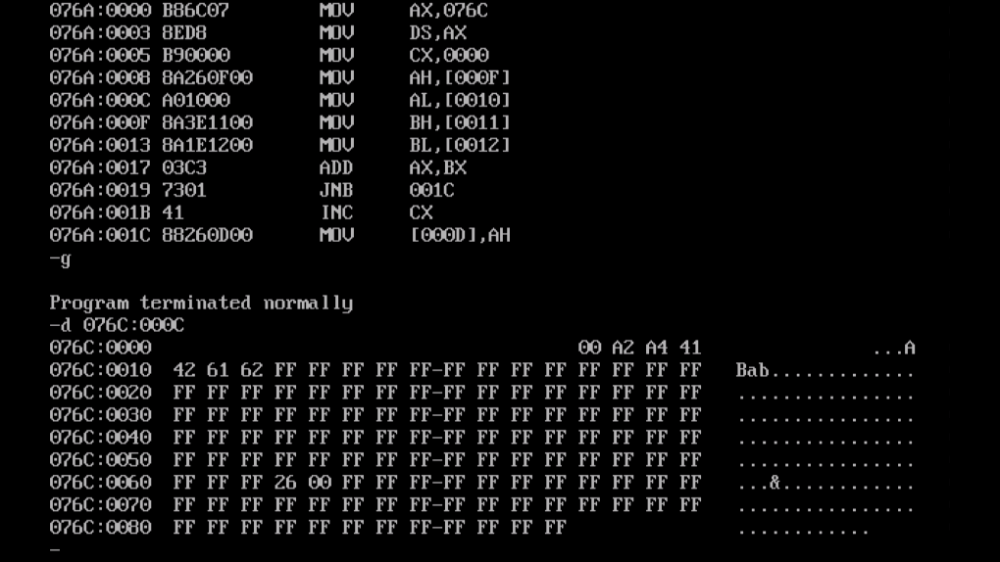 076A:0000 B86C07 MOV AX,076C
076A:0003 8ED8 MOV DS,AX
076A:0005 B90000 MOV CX,0000
076A:0008 8A260F00 MOV AH,[000F]
076A:000C A01000 MOV AL,[0010]
076A:000F 8A3E1100 MOV BH,[0011]
076A:0013 8A1E1200 MOV BL,[0012]
076A:0017 03C3 ADD AX,BX
076A:0019 7301 JNB 001C
076A:001B 41 INC CX
076A:001C 88260D00 MOV [000D],AH
-g
Program terminated normally
-d 076C:000C
076C:0000 00 A2 A4 41 ...A
076C:0010 42 61 62 FF FF FF FF FF-FF FF FF FF FF FF FF FF Bab.............
076C:0020 FF FF FF FF FF FF FF FF-FF FF FF FF FF FF FF FF ................
076C:0030 FF FF FF FF FF FF FF FF-FF FF FF FF FF FF FF FF ................
076C:0040 FF FF FF FF FF FF FF FF-FF FF FF FF FF FF FF FF ................
076C:0050 FF FF FF FF FF FF FF FF-FF FF FF FF FF FF FF FF ................
076C:0060 FF FF FF 26 00 FF FF FF-FF FF FF FF FF FF FF FF ...&............
076C:0070 FF FF FF FF FF FF FF FF-FF FF FF FF FF FF FF FF ................
076C:0080 FF FF FF FF FF FF FF FF-FF FF FF FF ............
-